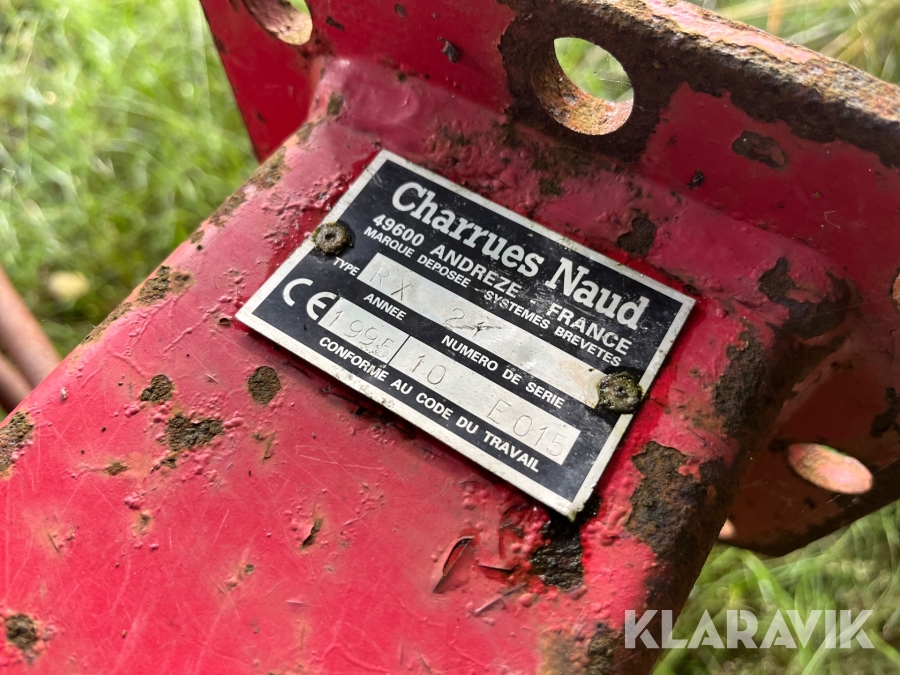 Charrues Naud
49600 ANDREZE FRANCE
MARQUE DEPOSEE SYSTEMES BREVETES
TYPE RX
ANNEE NUMERO DE SERIE
CE 1995 10 E 015
CONFORME AU CODE DU TRAVAIL
KLARAVIK